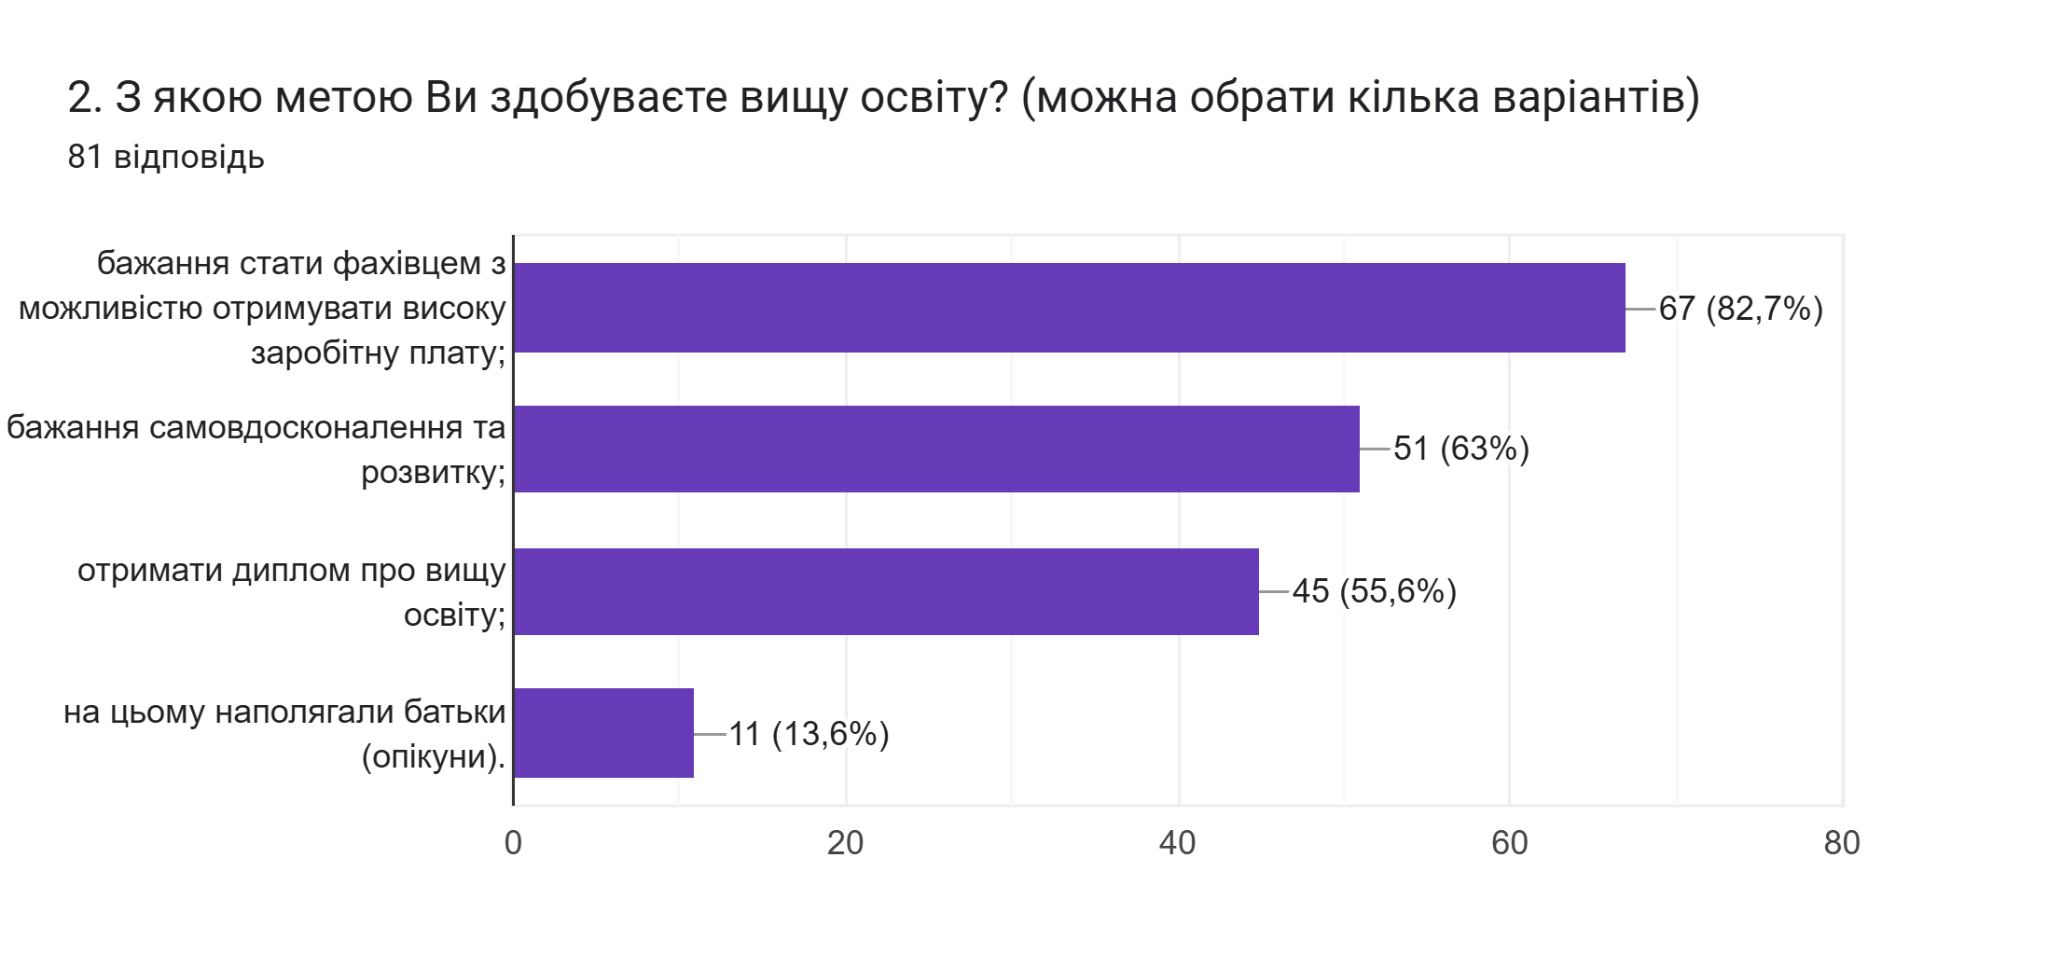 2. З якою метою Ви здобуваєте вищу освіту? (можна обрати кілька варіантів)
81 відповідь
бажання стати фахівцем з
можливістю отримувати високу
заробітну плату;
67 (82,7%)
бажання самовдосконалення та
розвитку;
51 (63%)
отримати диплом про вищу
освіту;
45 (55,6%)
на цьому наполягали батьки
(опікуни).
11 (13,6%)
0 20 40 60 80